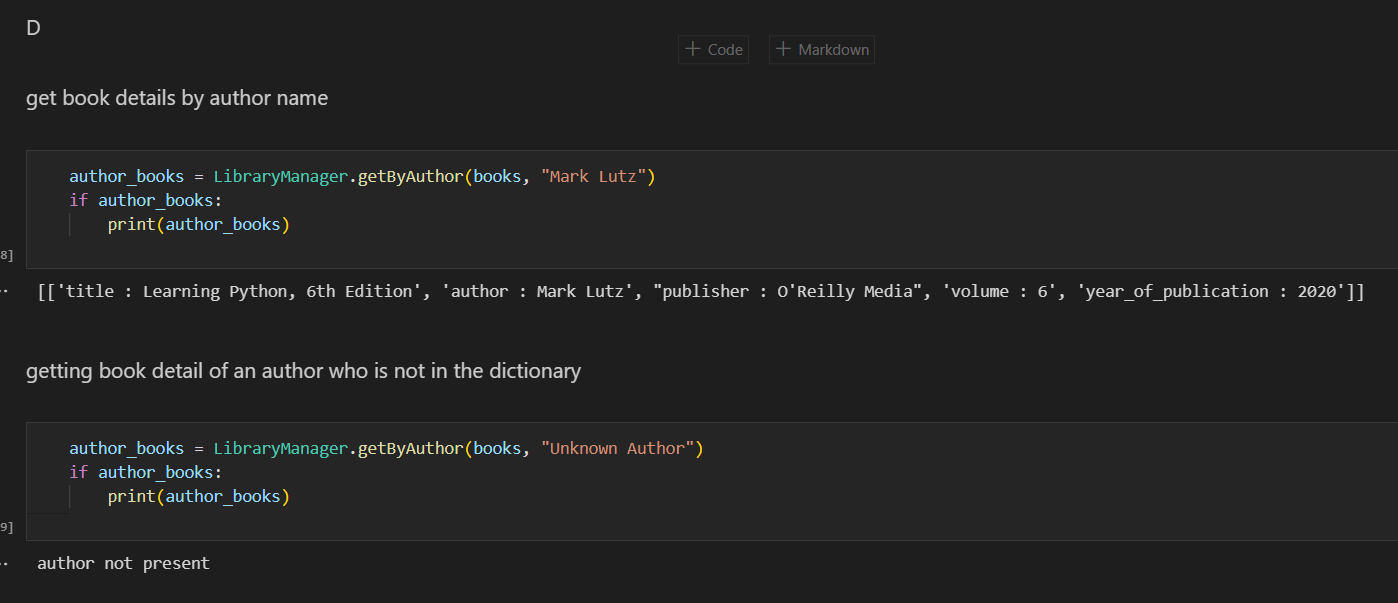 D
+ Code + Markdown
get book details by author name
author_books = LibraryManager.getByAuthor(books, "Mark Lutz")
if author_books:
    print(author_books)
8]
[['title : Learning Python, 6th Edition', 'author : Mark Lutz', "publisher : O'Reilly Media", 'volume : 6', 'year_of_publication : 2020']]
getting book detail of an author who is not in the dictionary
author_books = LibraryManager.getByAuthor(books, "Unknown Author")
if author_books:
    print(author_books)
9]
author not present